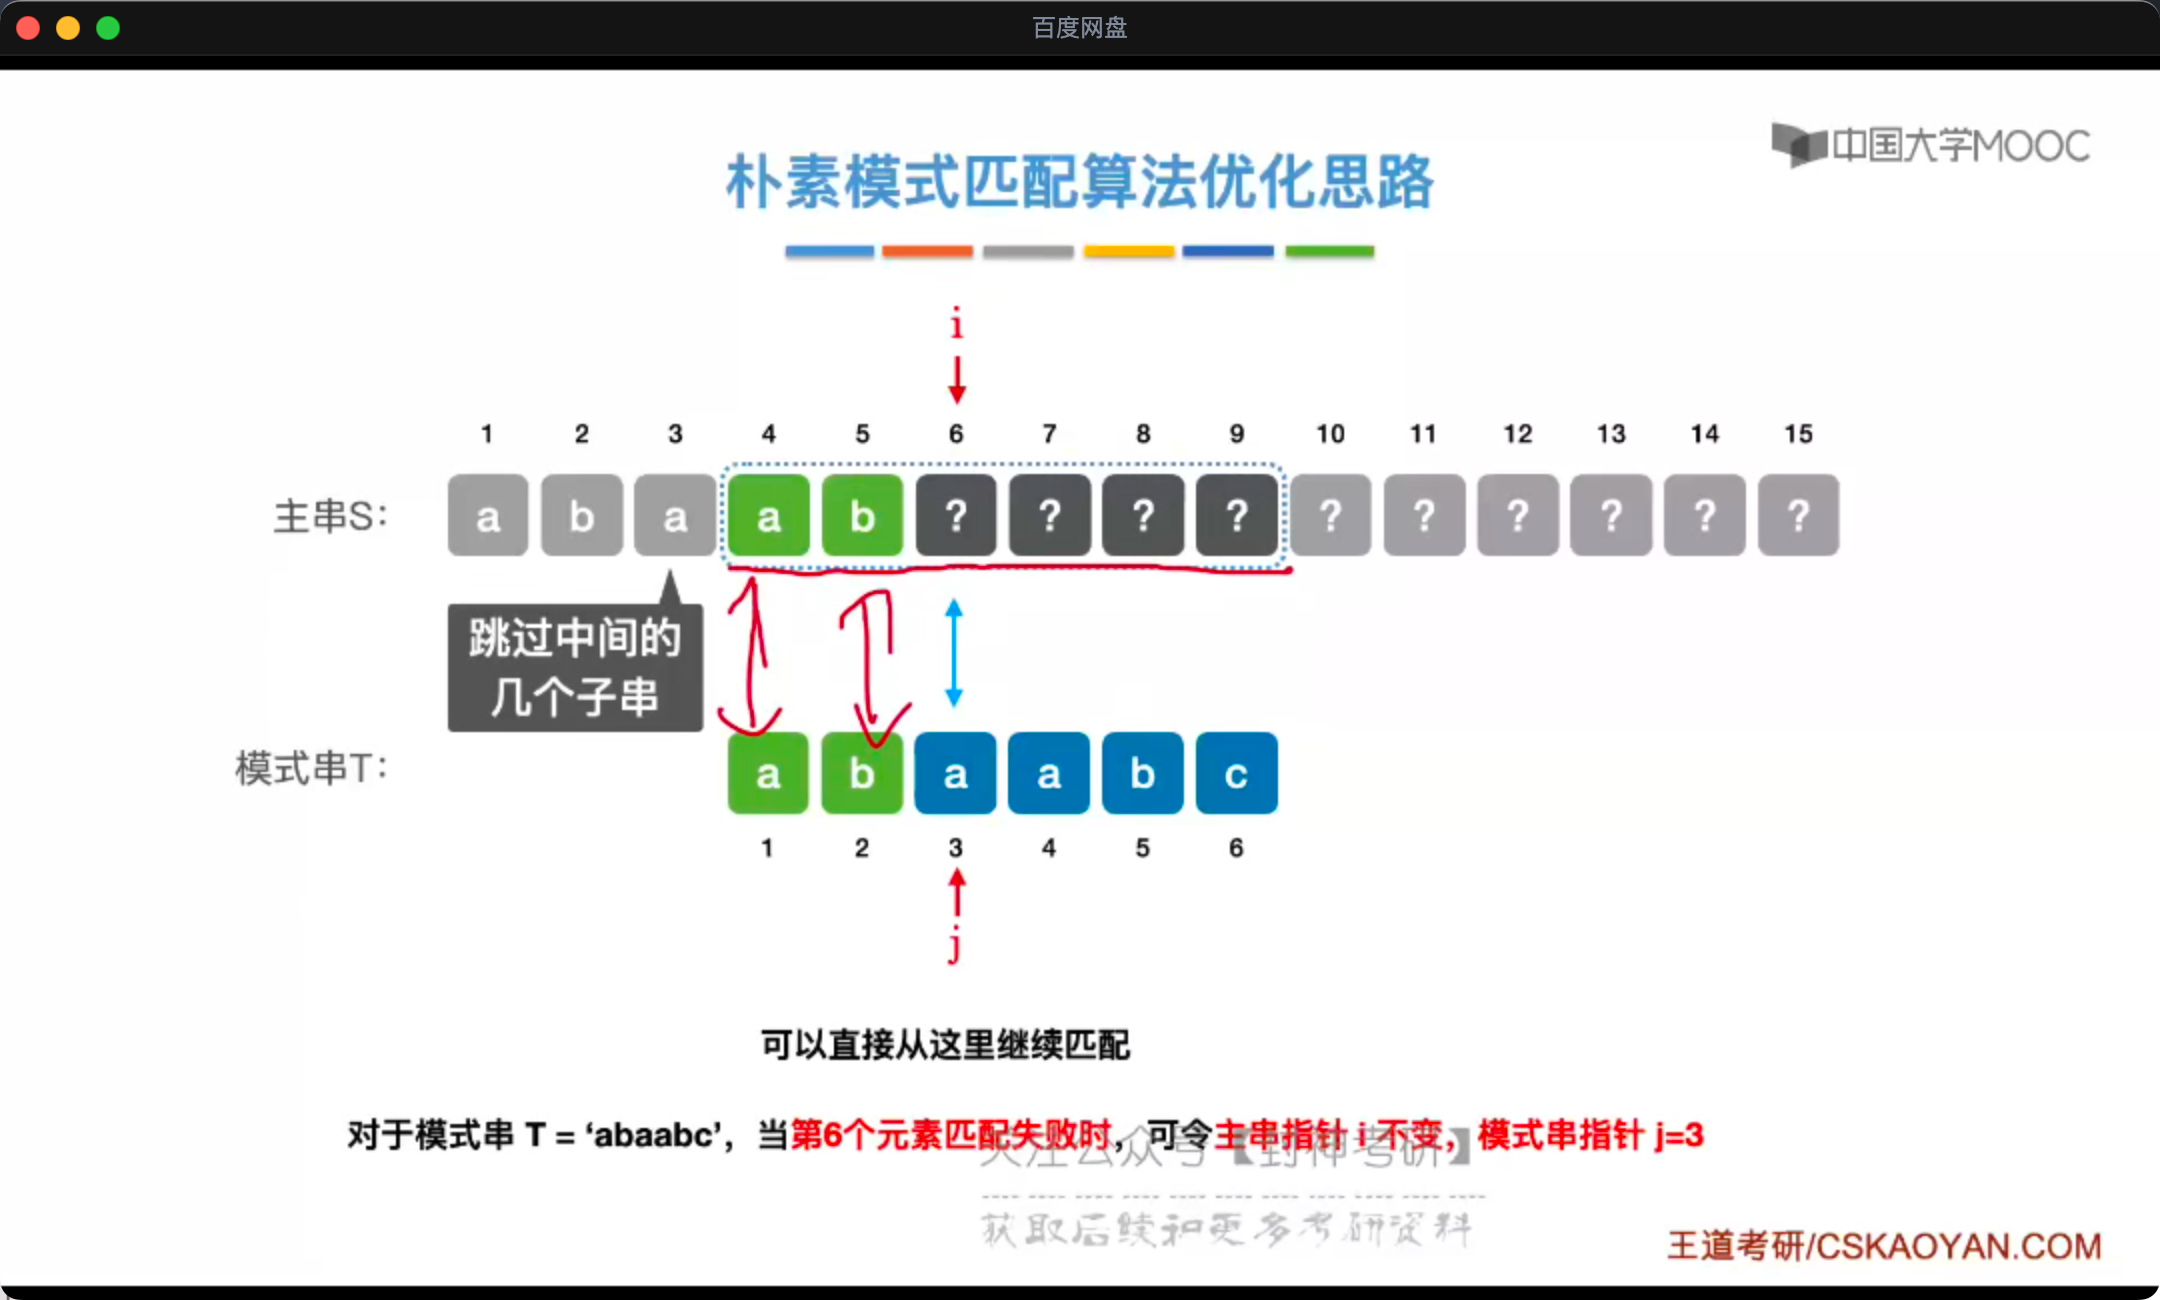 百度网盘
中国大学MOOC
朴素模式匹配算法优化思路
i
1 2 3 4 5 6 7 8 9 10 11 12 13 14 15
主串S: a b a a b ? ? ? ? ? ? ? ? ? ?
跳过中间的
几个子串
模式串T: a b a a b c
1 2 3 4 5 6
j
可以直接从这里继续匹配
对于模式串 T = ‘abaabc’，当第6个元素匹配失败时，可令主串指针 i 不变，模式串指针 j=3
关注公众号【封神考研】
获取后续和更多考研资料
王道考研/CSKAOYAN.COM